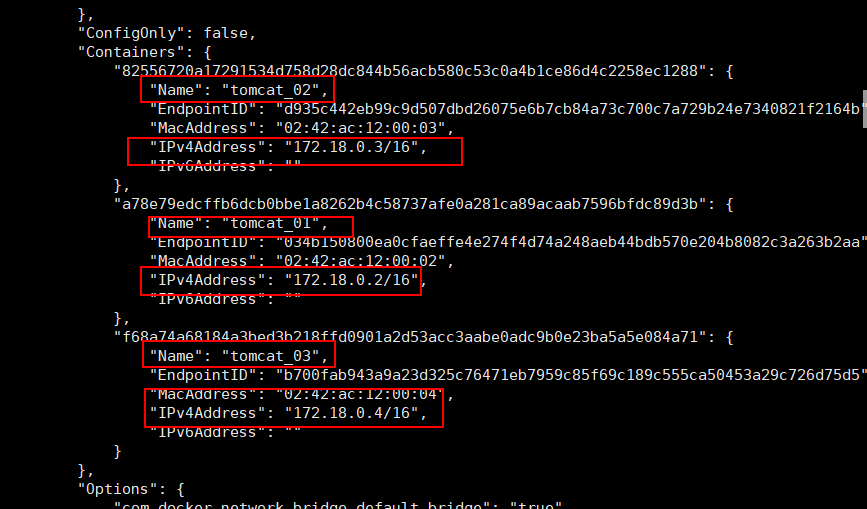 },
"ConfigOnly": false,
"Containers": {
"82556720a17291534d758d28dc844b56acb580c53c0a4b1ce86d4c2258ec1288": {
"Name": "tomcat_02",
"EndpointID": "d935c442eb99c9d507dbd26075e6b7cb84a73c700c7a729b24e7340821f2164b"
"MacAddress": "02:42:ac:12:00:03",
"IPv4Address": "172.18.0.3/16",
"IPv6Address": ""
},
"a78e79edcffb6dcb0bbe1a8262b4c58737afe0a281ca89acaab7596bfdc89d3b": {
"Name": "tomcat_01",
"EndpointID": "034b150800ea0cfaeffe4e274f4d74a248aeb44bdb570e204b8082c3a263b2aa"
"MacAddress": "02:42:ac:12:00:02",
"IPv4Address": "172.18.0.2/16",
"IPv6Address": ""
},
"f68a74a68184a3bed3b218ffd0901a2d53acc3aabe0adc9b0e23ba5a5e084a71": {
"Name": "tomcat_03",
"EndpointID": "b700fab943a9a23d325c76471eb7959c85f69c189c555ca50453a29c726d75d5"
"MacAddress": "02:42:ac:12:00:04",
"IPv4Address": "172.18.0.4/16",
"IPv6Address": ""
}
},
"Options": {
"com.docker.network.bridge.default_bridge": "true",